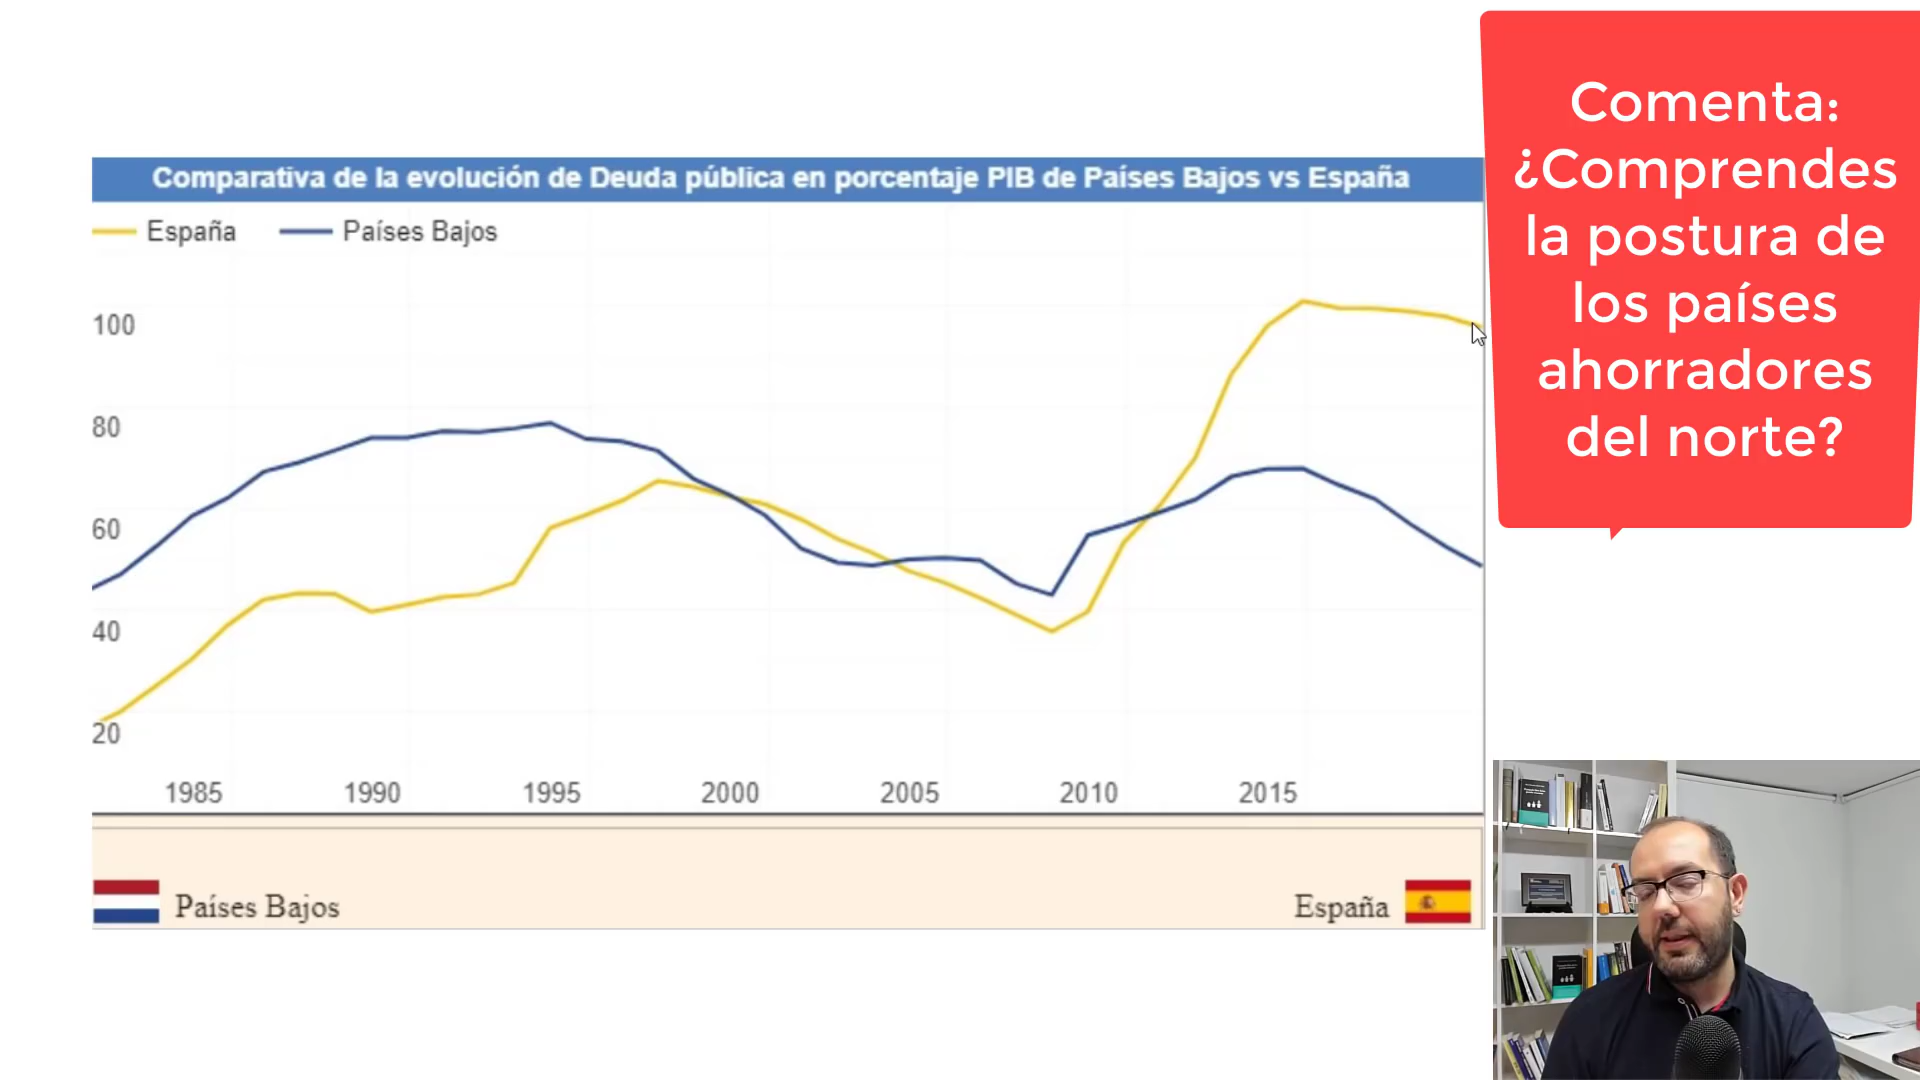 Comparativa de la evolución de Deuda pública en porcentaje PIB de Países Bajos vs España
España
Países Bajos
100
80
60
40
20
1985
1990
1995
2000
2005
2010
2015
Países Bajos
España
Comenta:
¿Comprendes
la postura de
los países
ahorradores
del norte?